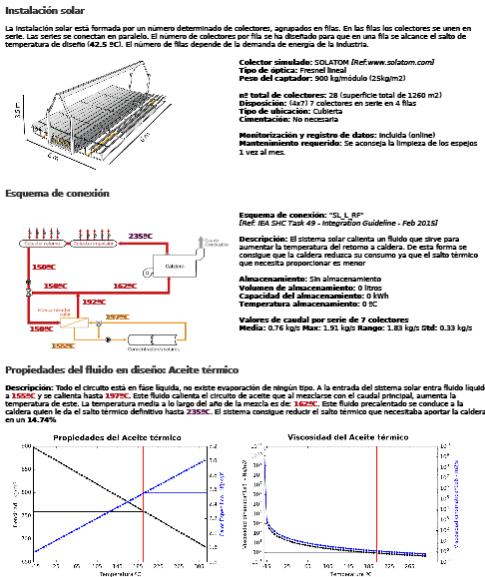 Instalación solar
La instalación solar está formada por un número determinado de colectores, agrupados en filas. En las filas los colectores se unen en
serie. Las series se conectan en paralelo. El número de colectores por fila se ha diseñado para que en una fila se alcance el salto de
temperatura de diseño (42.5 ºC). El número de filas depende de la demanda de energía de la industria.
Colector simulado: SOLATOM [Ref.www.solatom.com]
Tipo de óptica: Fresnel lineal
Peso del captador: 900 kg/módulo (25kg/m2)
nº total de colectores: 28 (superficie total de 1260 m2)
Disposición: (4x7) 7 colectores en serie en 4 filas
Tipo de ubicación: Cubierta
Cimentación: No necesaria
Monitorización y registro de datos: Incluida (online)
Mantenimiento requerido: Se aconseja la limpieza de los espejos
1 vez al mes.
3,5 m
6 m
6 m
Esquema de conexión
Esquema de conexión: "SL_L_RF"
[Ref: IEA SHC Task 49 - Integration Guideline - Feb 2015]
Descripción: El sistema solar calienta un fluido que sirve para
aumentar la temperatura del retorno a caldera. De esta forma se
consigue que la caldera reduzca su consumo ya que el salto térmico
que necesita proporcionar es menor
Almacenamiento: Sin almacenamiento
Volumen de almacenamiento: 0 litros
Capacidad del almacenamiento: 0 kWh
Temperatura almacenamiento: 0 ºC
Valores de caudal por serie de 7 colectores
Media: 0.76 kg/s Max: 1.91 kg/s Rango: 1.83 kg/s Std: 0.33 kg/s
235ºC
Caldera
150ºC
150ºC
162ºC
192ºC
197ºC
150ºC
155ºC
Propiedades del fluido en diseño: Aceite térmico
Descripción: Todo el circuito está en fase líquida, no existe evaporación de ningún tipo. A la entrada del sistema solar entra fluido líquido
a 155ºC y se calienta hasta 197ºC. Este fluido calienta el circuito de aceite que al mezclarse con el caudal principal, aumenta la
temperatura de este. La temperatura media a lo largo del año de la mezcla es de: 162ºC. Este fluido precalentado se conduce a la
caldera quien le da el salto térmico definitivo hasta 235ºC. El sistema consigue reducir el salto térmico que necesitaba aportar la caldera
en un 14.74%
Propiedades del Aceite térmico
Temperatura ºC
Viscosidad del Aceite térmico
Temperatura ºC